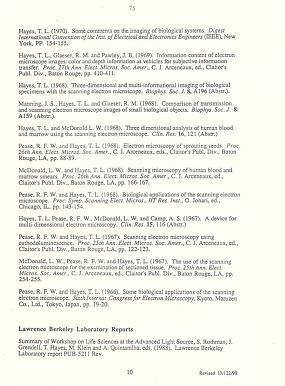 75
Hayes, T. L. (1970). Some comments on the imaging of biological systems. Digest
International Convention of the Inst. of Electrical and Electronics Engineers (IEEE), New
York, PP. 154-155.
Hayes, T. L., Glaeser, R. M. and Pawley, J. B. (1969). Information content of electron
microscope images: color and depth information as vehicles for subjective information
transfer. Proc. 27th Ann. Elect. Micros. Soc. Amer., C. J. Arceneaux, ed., Claitor's
Publ. Div., Baton Rouge, pp. 410-411.
Hayes, T. L. (1968). Three-dimensional and multi-informational imaging of biological
specimens with the scanning electron microscope. Biophys. Soc. J. 8, A196 (Abstr.).
Manning, J. S., Hayes, T. L. and Glaeser, R. M. (1968). Comparison of transmission
and scanning electron microscope images of small biological objects. Biophys. Soc. J. 8:
A159 (Abstr.).
Hayes, T. L. and McDonald L. W. (1968). Three dimensional analysis of human blood
and marrow using the scanning electron microscope. Clin. Res. 16, 121 (Abstr.)
Pease, R. F. W. and Hayes, T. L. (1968). Electron microscopy of sprouting seeds. Proc.
26th Ann. Elect. Micros. Soc. Amer., C. J. Arceneaux, eds., Claitor's Publ. Div., Baton
Rouge, LA, pp. 88-89.
McDonald, L. W. and Hayes, T. L. (1968). Scanning microscopy of human blood and
marrow smears. Proc. 26th Ann. Elect. Micros. Soc. Amer., C. J. Arceneaux, ed.,
Claitor's Publ. Div., Baton Rouge, LA, pp. 166-167.
Pease, R. F. W. and Hayes, T. L. (1968). Biological applications of the scanning electron
microscope. Proc. Symp. Scanning Elect. Micros., IIT Res. Inst., O. Johari, ed.,
Chicago, IL., pp. 143-154.
Hayes, T. L. Pease, R. F. W., McDonald, L. W. and Camp, A. S. (1967). A device for
multi-dimensional electron microscopy. Clin. Res. 15, 116 (Abstr.)
Pease, R. F. W. and Hayes, T. L. (1967). Scanning electron microscopy using
cathodoluminescence. Proc. 25th Ann. Elect. Micros. Soc. Amer., C. J. Arceneaux, ed.,
Claitor's Publ. Div., Baton Rouge, LA, pp. 122-123.
McDonald, L. W., Pease, R. F. W. and Hayes, T. L. (1967). The use of the scanning
electron microscope for the examination of sectioned tissue. Proc. 25th Ann. Elect.
Micros. Soc. Amer., C. J. Arceneaux, ed., Claitor's Publ. Div., Baton Rouge, LA, pp.
254-255.
Pease, R. F. W. and Hayes, T. L. (1966). Some biological applications of the scanning
electron microscope. Sixth Internat. Congress for Electron Microscopy, Kyoto, Maruzen
Co., Ltd., Tokyo, Japan, pp. 19-20.
Lawrence Berkeley Laboratory Reports
Summary of Workshop on Life Sciences at the Advanced Light Source, S. Rothman, J.
Grendell, T. Hayes, M. Klein and A. Quintanilha, eds. (1988). Lawrence Berkeley
Laboratory report PUB-5211 Rev.
10
Revised 10/122/90